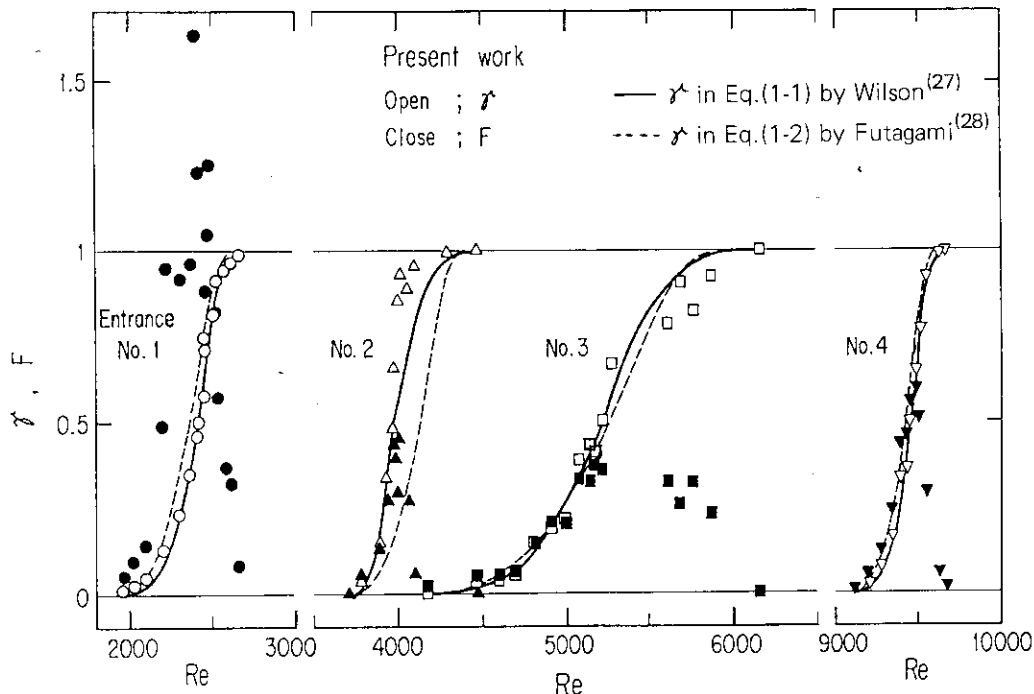 1.5
1
0.5
0
γ , F
Present work
Open ; γ
Close ; F
γ in Eq.(1-1) by Wilson(27)
γ in Eq.(1-2) by Futagami(28)
Entrance
No. 1
No. 2
No. 3
No. 4
2000
3000
4000
5000
6000
9000
10000
Re
Re
Re